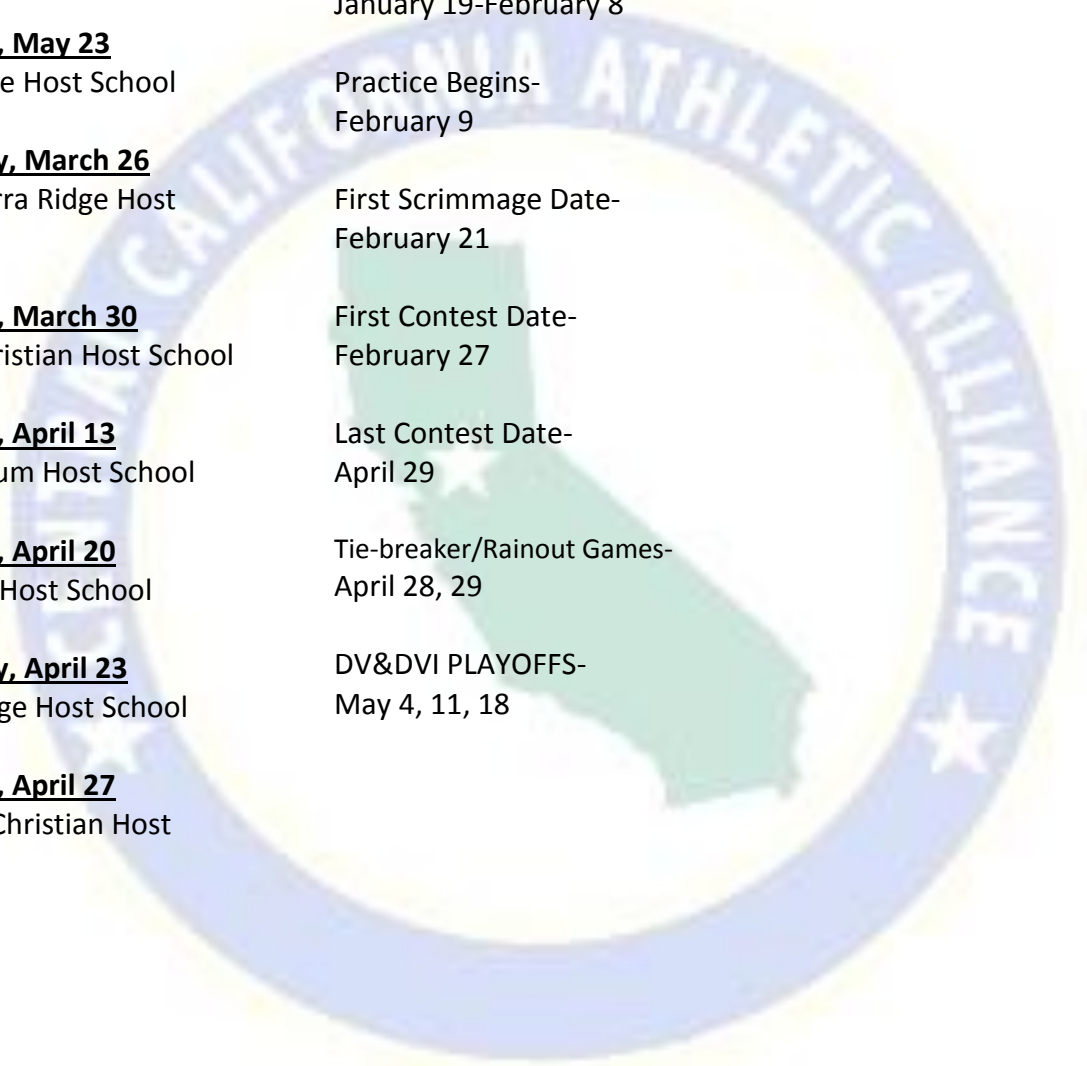 , May 23
e Host School
y, March 26
rra Ridge Host
, March 30
ristian Host School
, April 13
um Host School
, April 20
Host School
y, April 23
ge Host School
, April 27
Christian Host
January 19-February 8
Practice Begins-
February 9
First Scrimmage Date-
February 21
First Contest Date-
February 27
Last Contest Date-
April 29
Tie-breaker/Rainout Games-
April 28, 29
DV&DVI PLAYOFFS-
May 4, 11, 18
CENTRAL CALIFORNIA ATHLETIC ALLIANCE